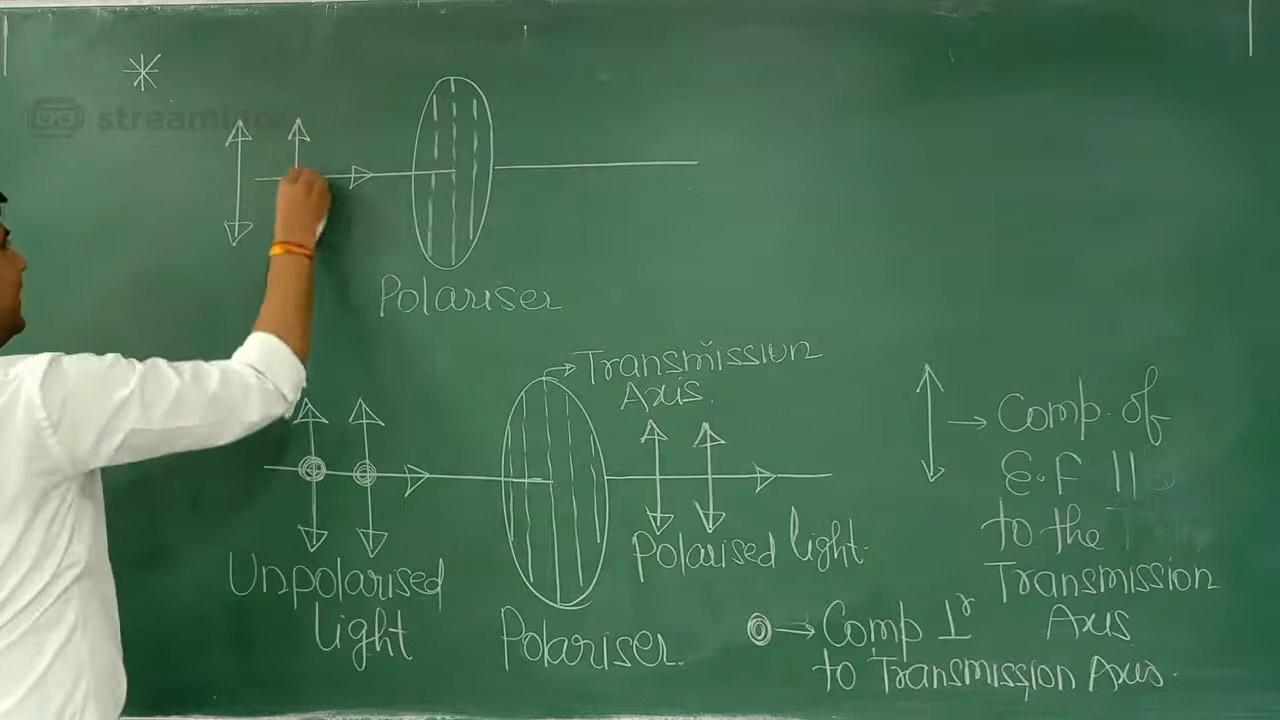 *
Polariser
Transmission
Axis.
Unpolarised
light
Polariser.
Polarised light.
Comp. of
E.F ||
to the
Transmission
Axis
Comp ⊥r
to Transmission Axis.